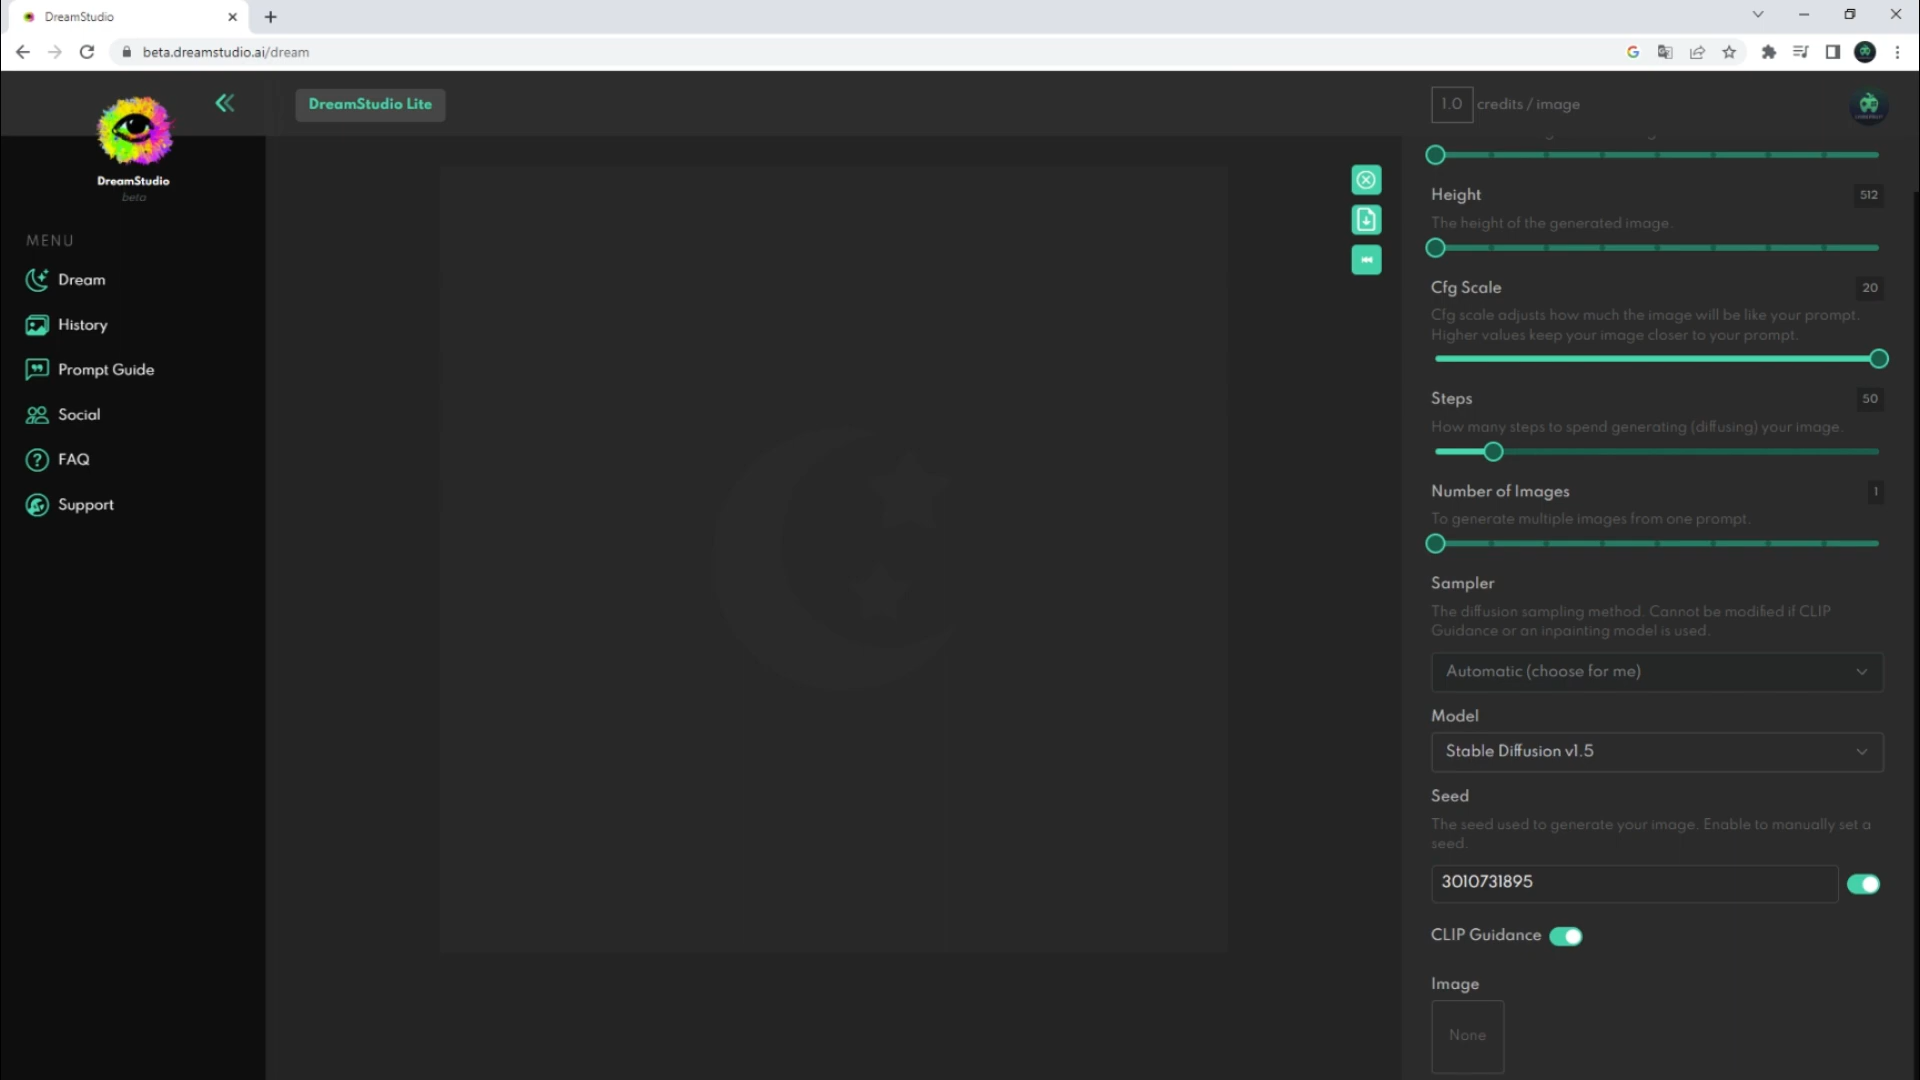 DreamStudio
beta.dreamstudio.ai/dream
DreamStudio
beta
MENU
Dream
History
Prompt Guide
Social
FAQ
Support
DreamStudio Lite
1.0 credits / image
Height 512
The height of the generated image.
Cfg Scale 20
Cfg scale adjusts how much the image will be like your prompt.
Higher values keep your image closer to your prompt.
Steps 50
How many steps to spend generating (diffusing) your image.
Number of Images 1
To generate multiple images from one prompt.
Sampler
The diffusion sampling method. Cannot be modified if CLIP
Guidance or an inpainting model is used.
Automatic (choose for me)
Model
Stable Diffusion v1.5
Seed
The seed used to generate your image. Enable to manually set a
seed.
3010731895
CLIP Guidance
Image
None